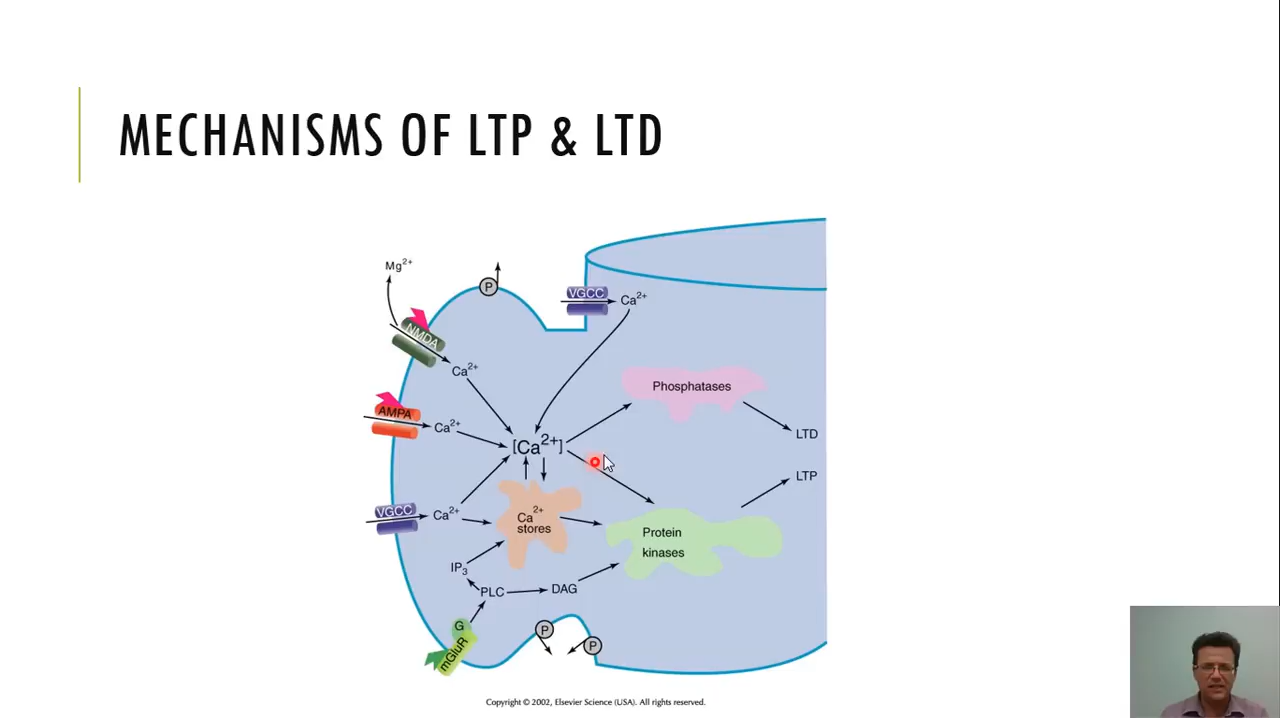 MECHANISMS OF LTP & LTD
Mg²⁺
P
VGCC
Ca²⁺
NMDA
Ca²⁺
Phosphatases
AMPA
Ca²⁺
LTD
[Ca²⁺]
LTP
VGCC
Ca²⁺
Ca²⁺
stores
Protein
kinases
IP₃
PLC
DAG
G
mGluR
P
P
Copyright © 2002, Elsevier Science (USA). All rights reserved.